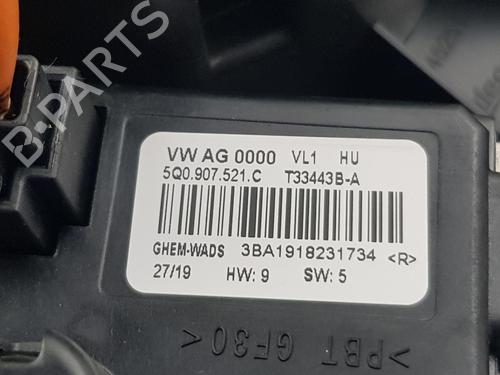 VW AG 0000 VL1 HU
5Q0.907.521.C T33443B-A
GHEM-WADS 3BA1918231734 <R>
27/19 HW: 9 SW: 5
>PBT GF30<
B-PARTS